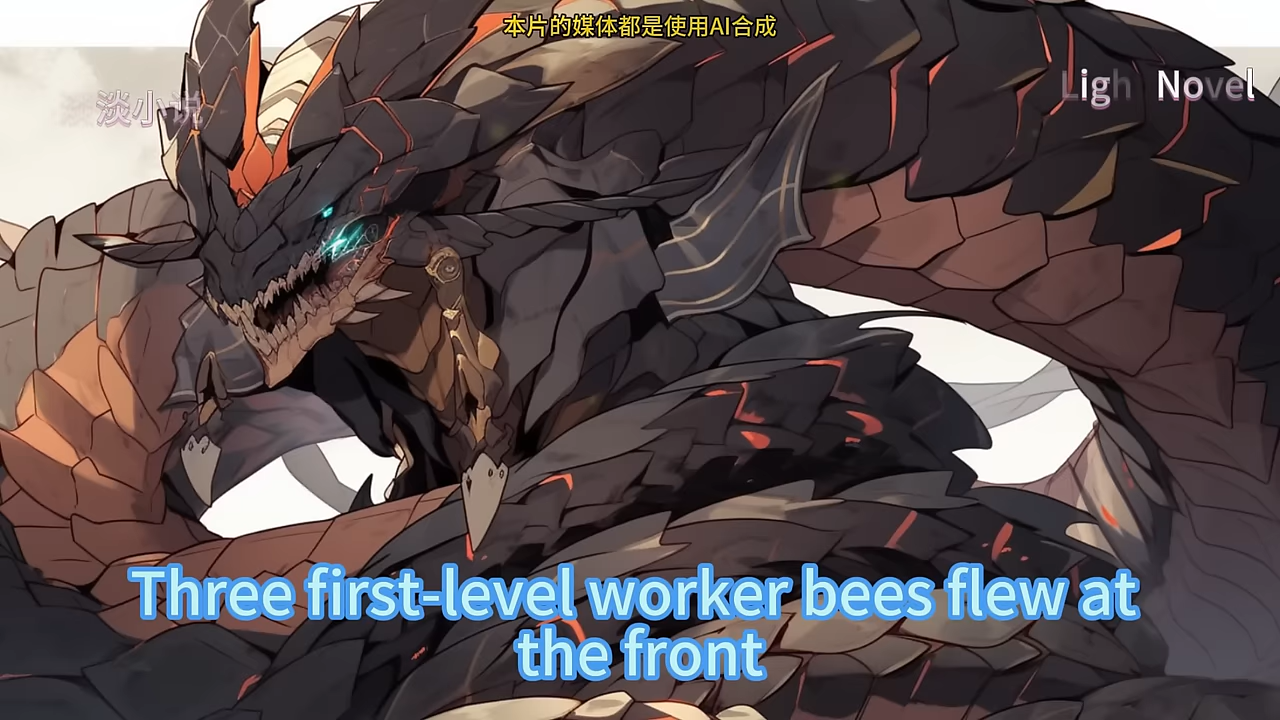 本片的媒体都是使用AI合成
Light Novel
淡小说
Three first-level worker bees flew at
the front